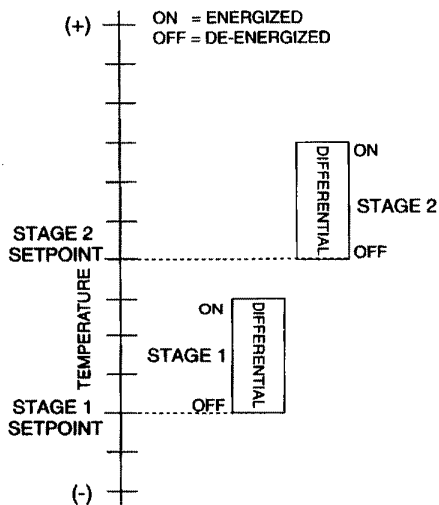 (+)
ON = ENERGIZED
OFF = DE-ENERGIZED
ON
DIFFERENTIAL
STAGE 2
OFF
STAGE 2
SETPOINT
TEMPERATURE
ON
DIFFERENTIAL
STAGE 1
OFF
STAGE 1
SETPOINT
(-)